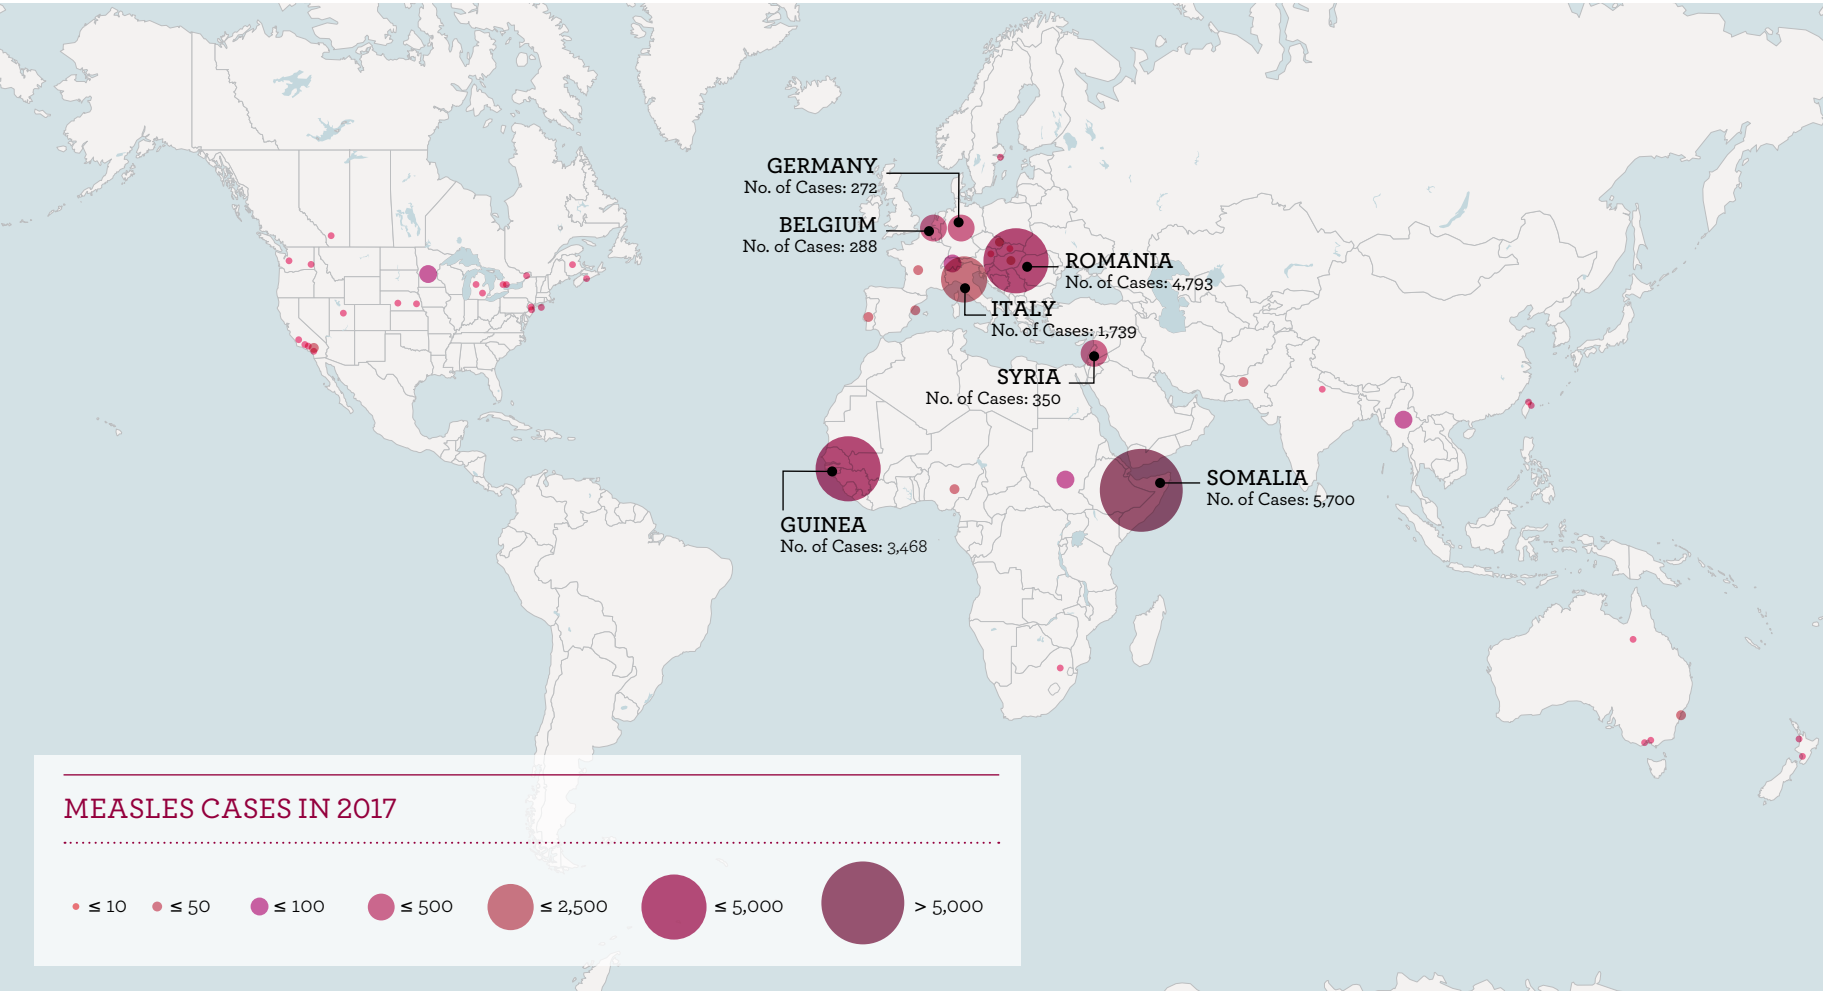 GERMANY
No. of Cases: 272
BELGIUM
No. of Cases: 288
ROMANIA
No. of Cases: 4,793
ITALY
No. of Cases: 1,739
SYRIA
No. of Cases: 350
SOMALIA
No. of Cases: 5,700
GUINEA
No. of Cases: 3,468
MEASLES CASES IN 2017
≤ 10 ≤ 50 ≤ 100 ≤ 500 ≤ 2,500 ≤ 5,000 > 5,000